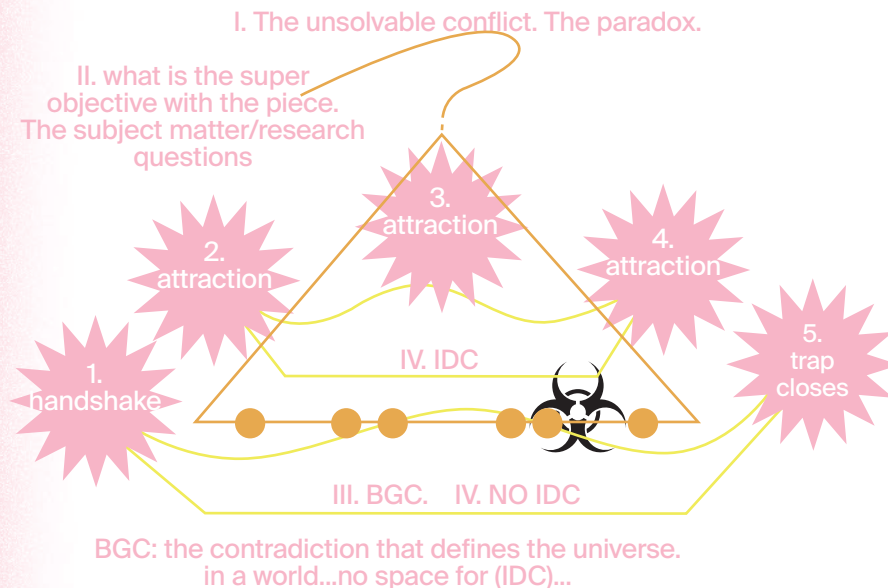 I. The unsolvable conflict. The paradox.
II. what is the super
objective with the piece.
The subject matter/research
questions
3.
attraction
2.
attraction
4.
attraction
1.
handshake
5.
trap
closes
IV. IDC
III. BGC. IV. NO IDC
BGC: the contradiction that defines the universe.
in a world...no space for (IDC)...